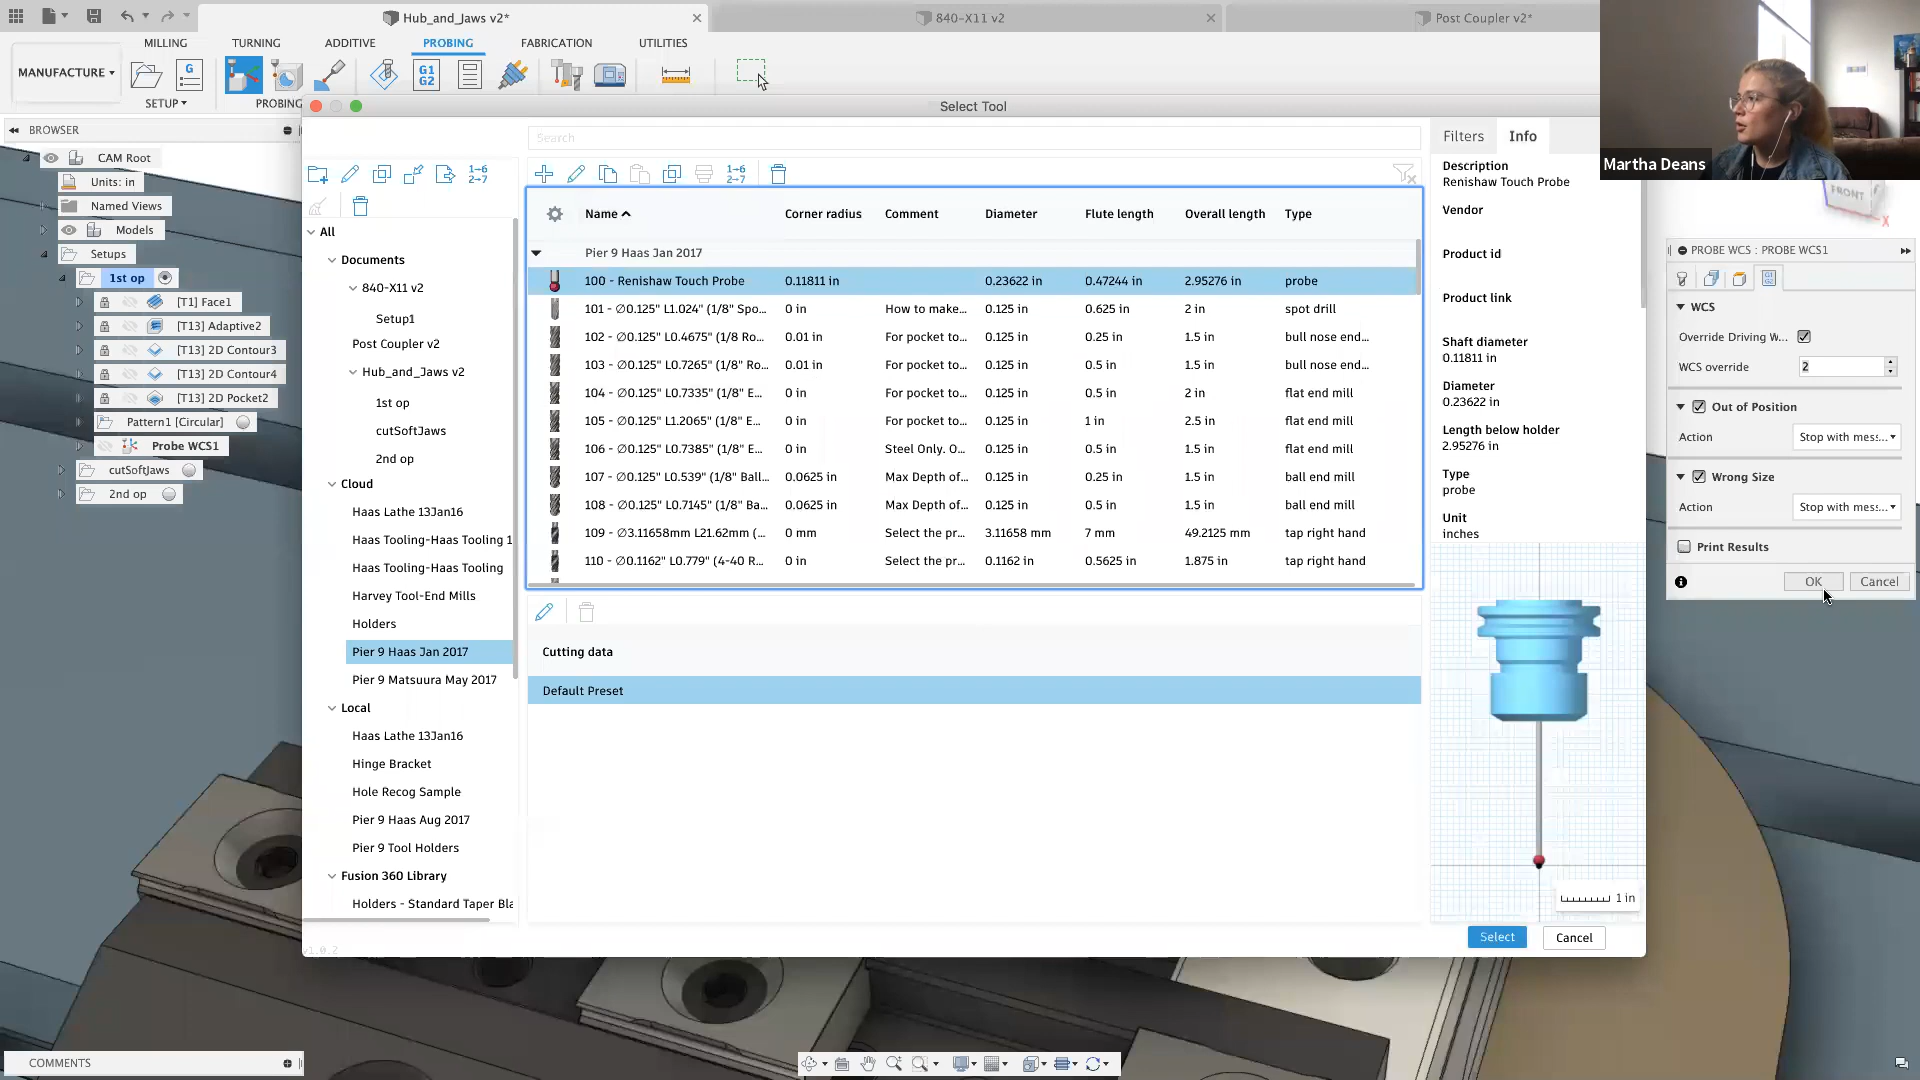 Hub_and_Jaws v2*
840-X11 v2
Post Coupler v2*
MILLING
TURNING
ADDITIVE
PROBING
FABRICATION
UTILITIES
MANUFACTURE
G
G1
G2
SETUP
PROBING
Select Tool
BROWSER
CAM Root
Units: in
Named Views
Models
Setups
1st op
[T1] Face1
[T13] Adaptive2
[T13] 2D Contour3
[T13] 2D Contour4
[T13] 2D Pocket2
Pattern1 [Circular]
Probe WCS1
cutSoftJaws
2nd op
1→6
2→7
All
Documents
840-X11 v2
Setup1
Post Coupler v2
Hub_and_Jaws v2
1st op
cutSoftJaws
2nd op
Cloud
Haas Lathe 13Jan16
Haas Tooling-Haas Tooling 1
Haas Tooling-Haas Tooling
Harvey Tool-End Mills
Holders
Pier 9 Haas Jan 2017
Pier 9 Matsuura May 2017
Local
Haas Lathe 13Jan16
Hinge Bracket
Hole Recog Sample
Pier 9 Haas Aug 2017
Pier 9 Tool Holders
Fusion 360 Library
Holders - Standard Taper Bla
v1.0.2
Search
1→6
2→7
Name Corner radius Comment Diameter Flute length Overall length Type
Pier 9 Haas Jan 2017
100 - Renishaw Touch Probe 0.11811 in 0.23622 in 0.47244 in 2.95276 in probe
101 - ∅0.125" L1.024" (1/8" Spo... 0 in How to make... 0.125 in 0.625 in 2 in spot drill
102 - ∅0.125" L0.4675" (1/8 Ro... 0.01 in For pocket to... 0.125 in 0.25 in 1.5 in bull nose end...
103 - ∅0.125" L0.7265" (1/8" Ro... 0.01 in For pocket to... 0.125 in 0.5 in 1.5 in bull nose end...
104 - ∅0.125" L0.7335" (1/8" E... 0 in For pocket to... 0.125 in 0.5 in 2 in flat end mill
105 - ∅0.125" L1.2065" (1/8" E... 0 in For pocket to... 0.125 in 1 in 2.5 in flat end mill
106 - ∅0.125" L0.7385" (1/8" E... 0 in Steel Only. O... 0.125 in 0.5 in 1.5 in flat end mill
107 - ∅0.125" L0.539" (1/8" Ball... 0.0625 in Max Depth of... 0.125 in 0.25 in 1.5 in ball end mill
108 - ∅0.125" L0.7145" (1/8" Ba... 0.0625 in Max Depth of... 0.125 in 0.5 in 1.5 in ball end mill
109 - ∅3.11658mm L21.62mm (... 0 mm Select the pr... 3.11658 mm 7 mm 49.2125 mm tap right hand
110 - ∅0.1162" L0.779" (4-40 R... 0 in Select the pr... 0.1162 in 0.5625 in 1.875 in tap right hand
Cutting data
Default Preset
Filters
Info
Description
Renishaw Touch Probe
Vendor
Product id
Product link
Shaft diameter
0.11811 in
Diameter
0.23622 in
Length below holder
2.95276 in
Type
probe
Unit
inches
1 in
Select
Cancel
Martha Deans
FRONT
X
PROBE WCS : PROBE WCS1
WCS
Override Driving W...
WCS override 2
Out of Position
Action Stop with mess...
Wrong Size
Action Stop with mess...
Print Results
OK
Cancel
COMMENTS